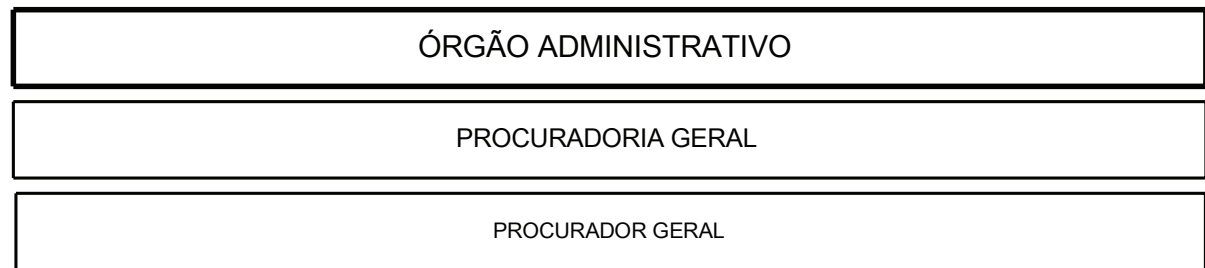 ÓRGÃO ADMINISTRATIVO
PROCURADORIA GERAL
PROCURADOR GERAL